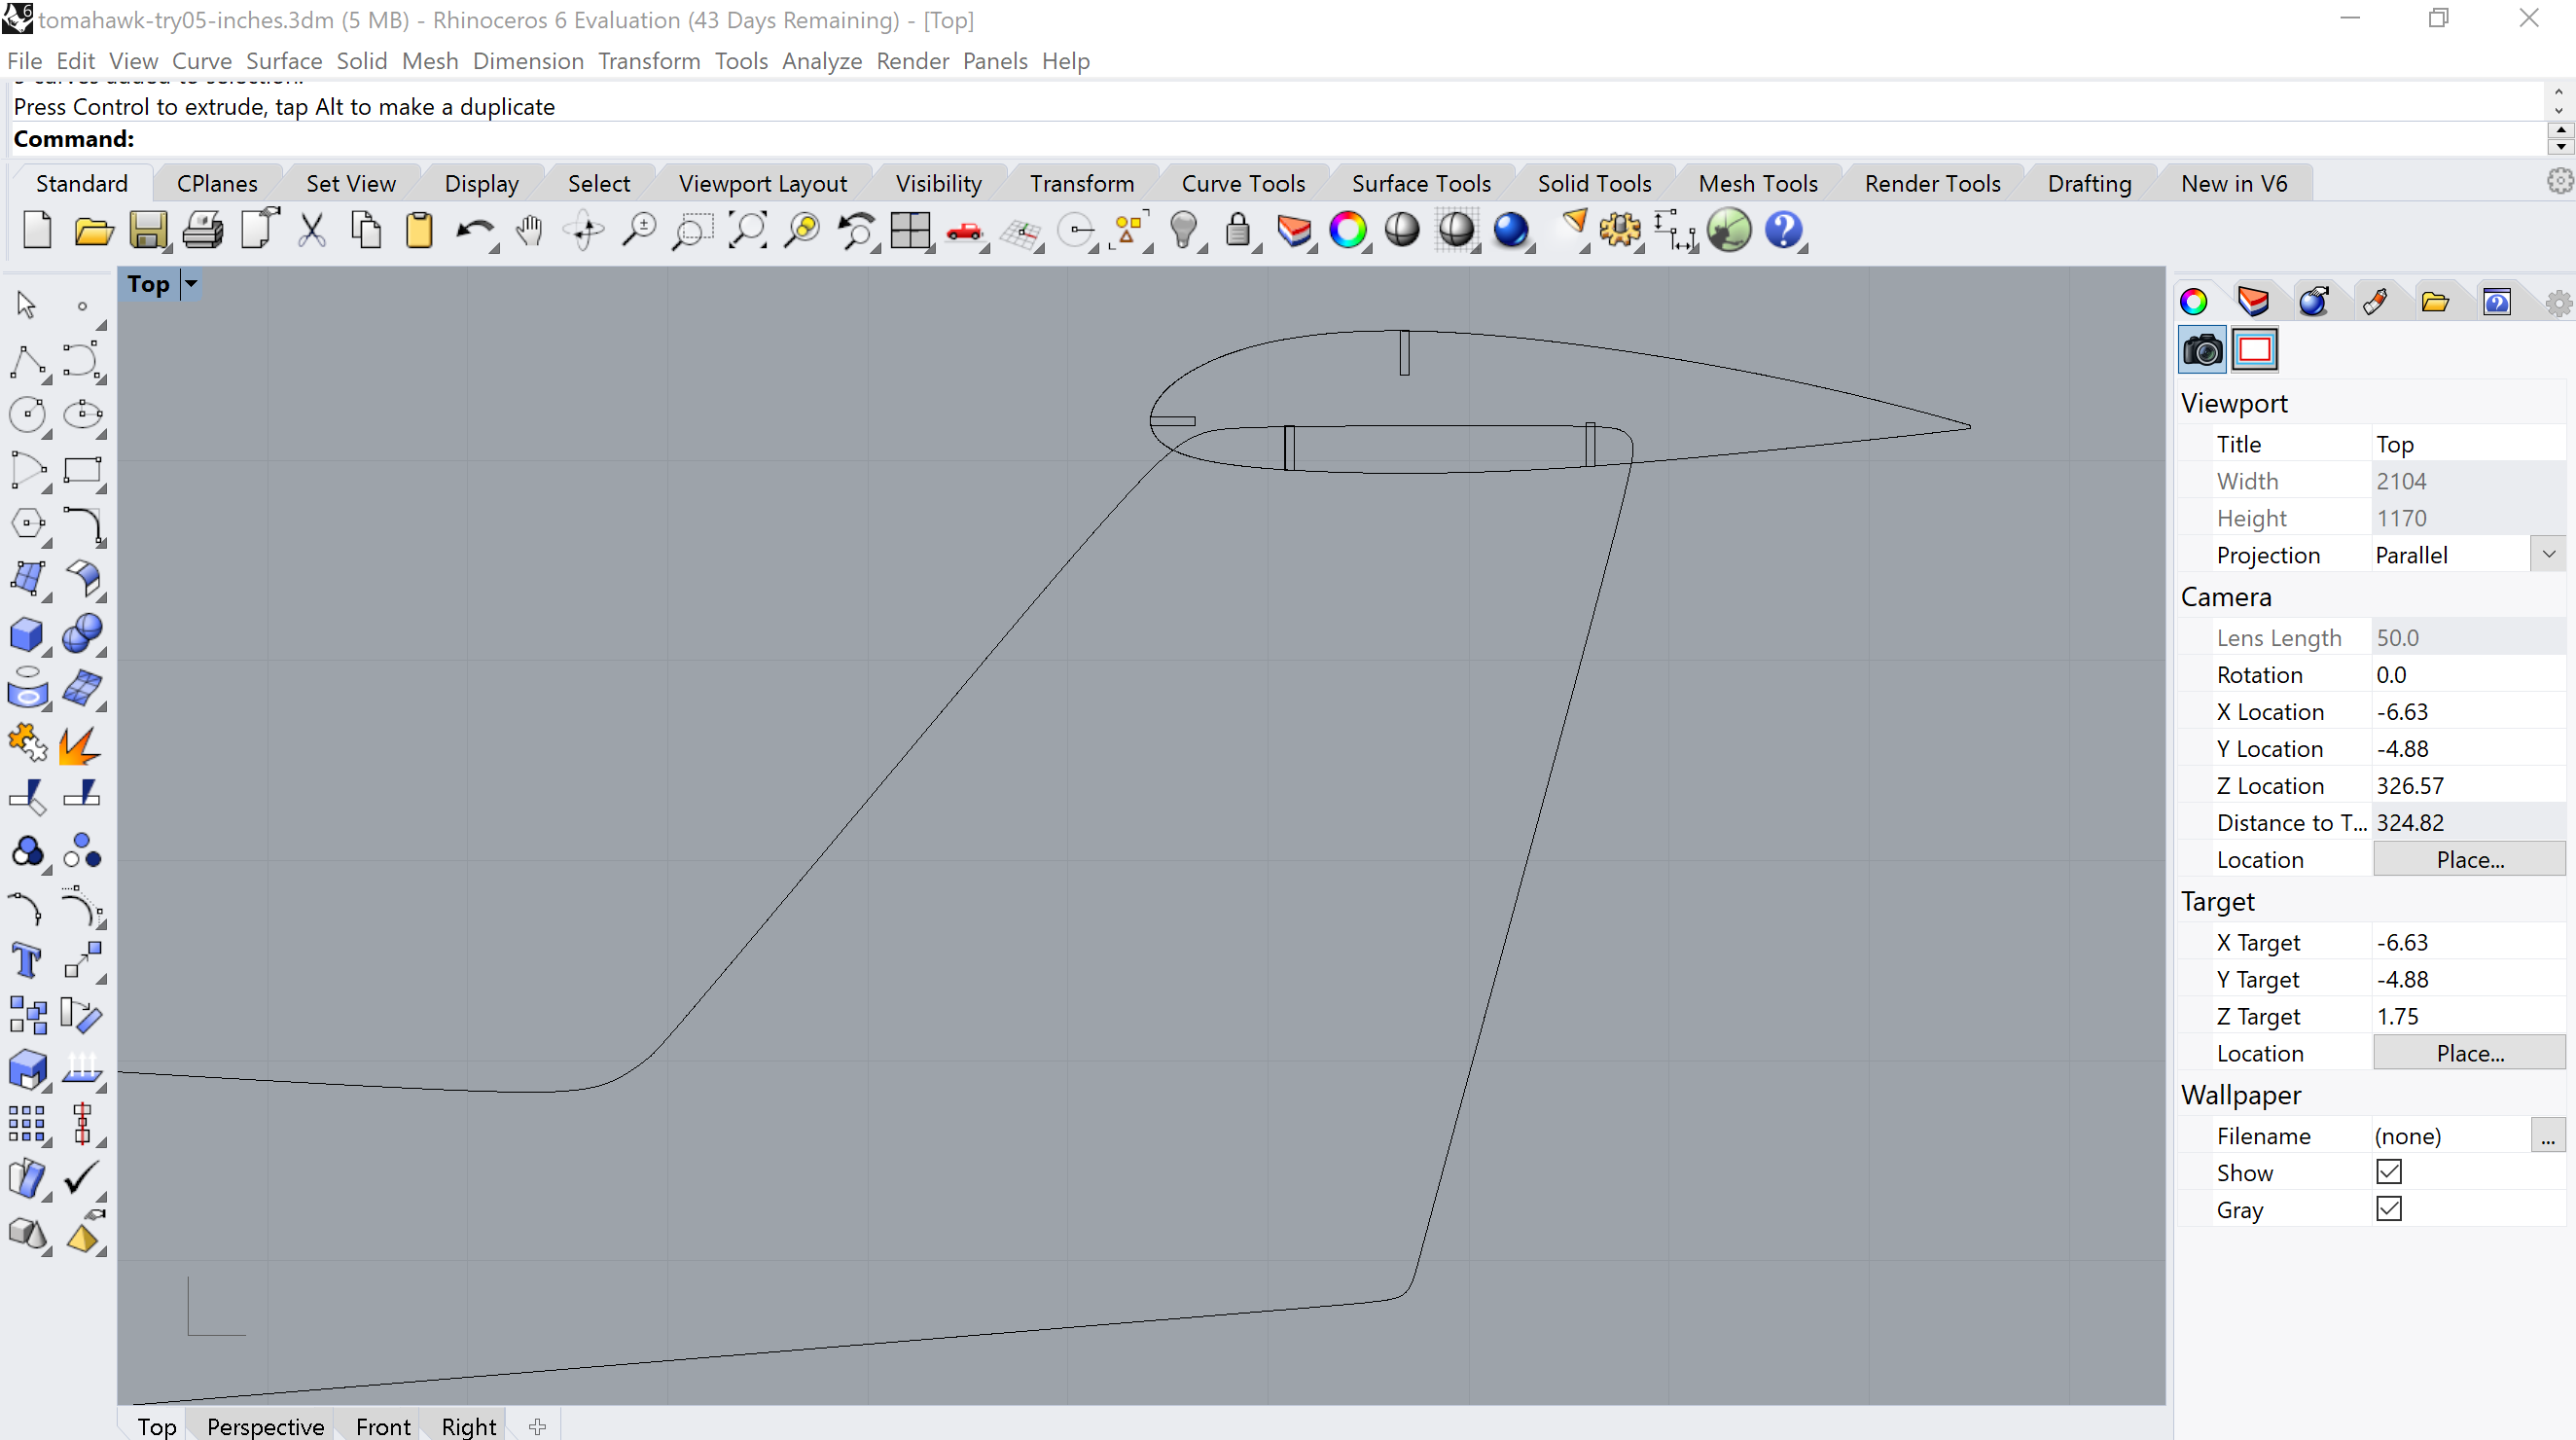 tomahawk-try05-inches.3dm (5 MB) - Rhinoceros 6 Evaluation (43 Days Remaining) - [Top]
File Edit View Curve Surface Solid Mesh Dimension Transform Tools Analyze Render Panels Help
Press Control to extrude, tap Alt to make a duplicate
Command:
Standard CPlanes Set View Display Select Viewport Layout Visibility Transform Curve Tools Surface Tools Solid Tools Mesh Tools Render Tools Drafting New in V6
Top
Viewport
Title Top
Width 2104
Height 1170
Projection Parallel
Camera
Lens Length 50.0
Rotation 0.0
X Location -6.63
Y Location -4.88
Z Location 326.57
Distance to T... 324.82
Location Place...
Target
X Target -6.63
Y Target -4.88
Z Target 1.75
Location Place...
Wallpaper
Filename (none) ...
Show
Gray
Top Perspective Front Right